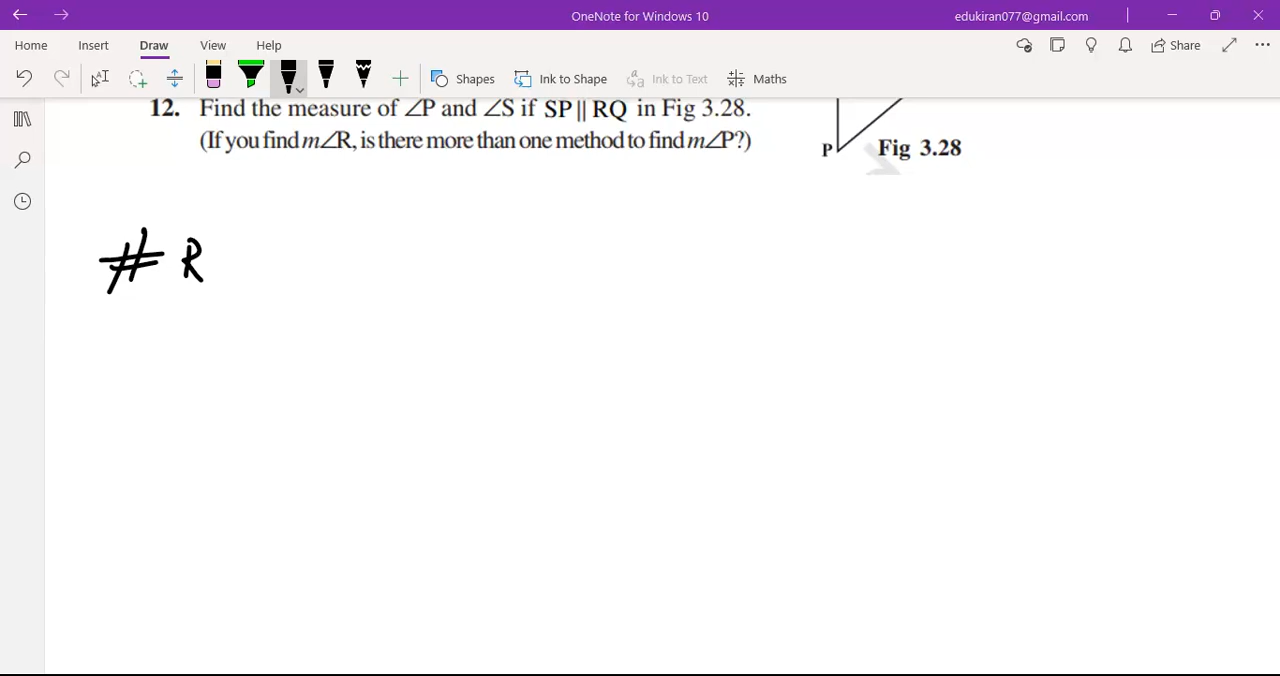 OneNote for Windows 10
edukiran077@gmail.com
Home Insert Draw View Help
Share
Shapes Ink to Shape Ink to Text Maths
12. Find the measure of ∠P and ∠S if SP || RQ in Fig 3.28.
(If you find m∠R, is there more than one method to find m∠P?)
P
Fig 3.28
# R